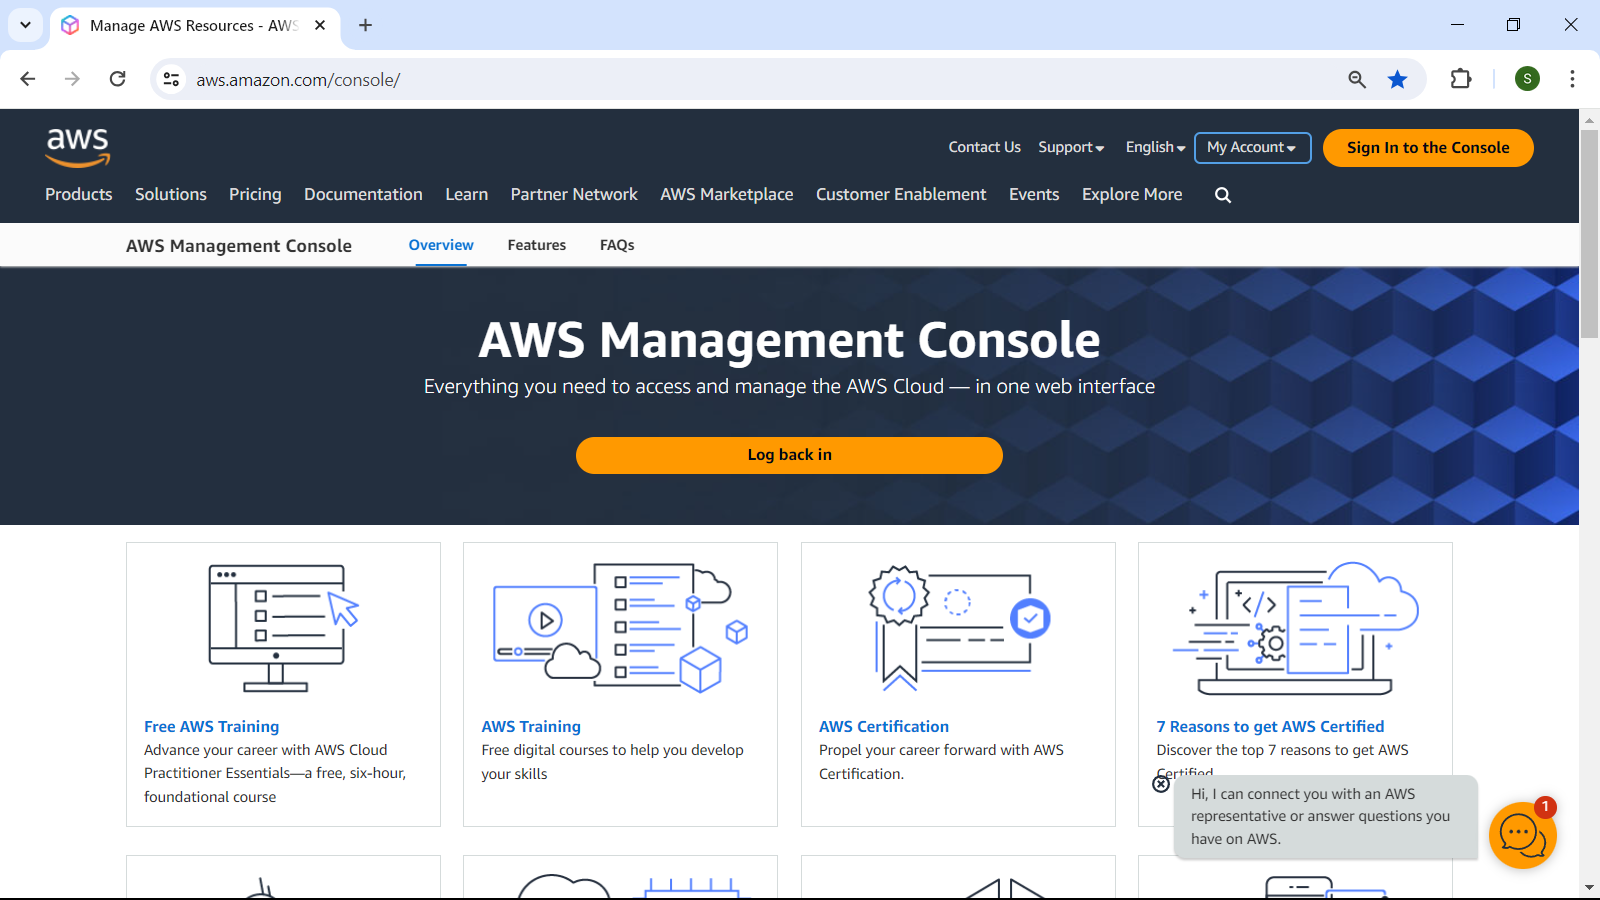 Manage AWS Resources - AWS
aws.amazon.com/console/
S
aws
Contact Us
Support
English
My Account
Sign In to the Console
Products
Solutions
Pricing
Documentation
Learn
Partner Network
AWS Marketplace
Customer Enablement
Events
Explore More
AWS Management Console
Overview
Features
FAQs
AWS Management Console
Everything you need to access and manage the AWS Cloud — in one web interface
Log back in
Free AWS Training
Advance your career with AWS Cloud
Practitioner Essentials—a free, six-hour,
foundational course
AWS Training
Free digital courses to help you develop
your skills
AWS Certification
Propel your career forward with AWS
Certification.
7 Reasons to get AWS Certified
Discover the top 7 reasons to get AWS
Certified
Hi, I can connect you with an AWS
representative or answer questions you
have on AWS.
1